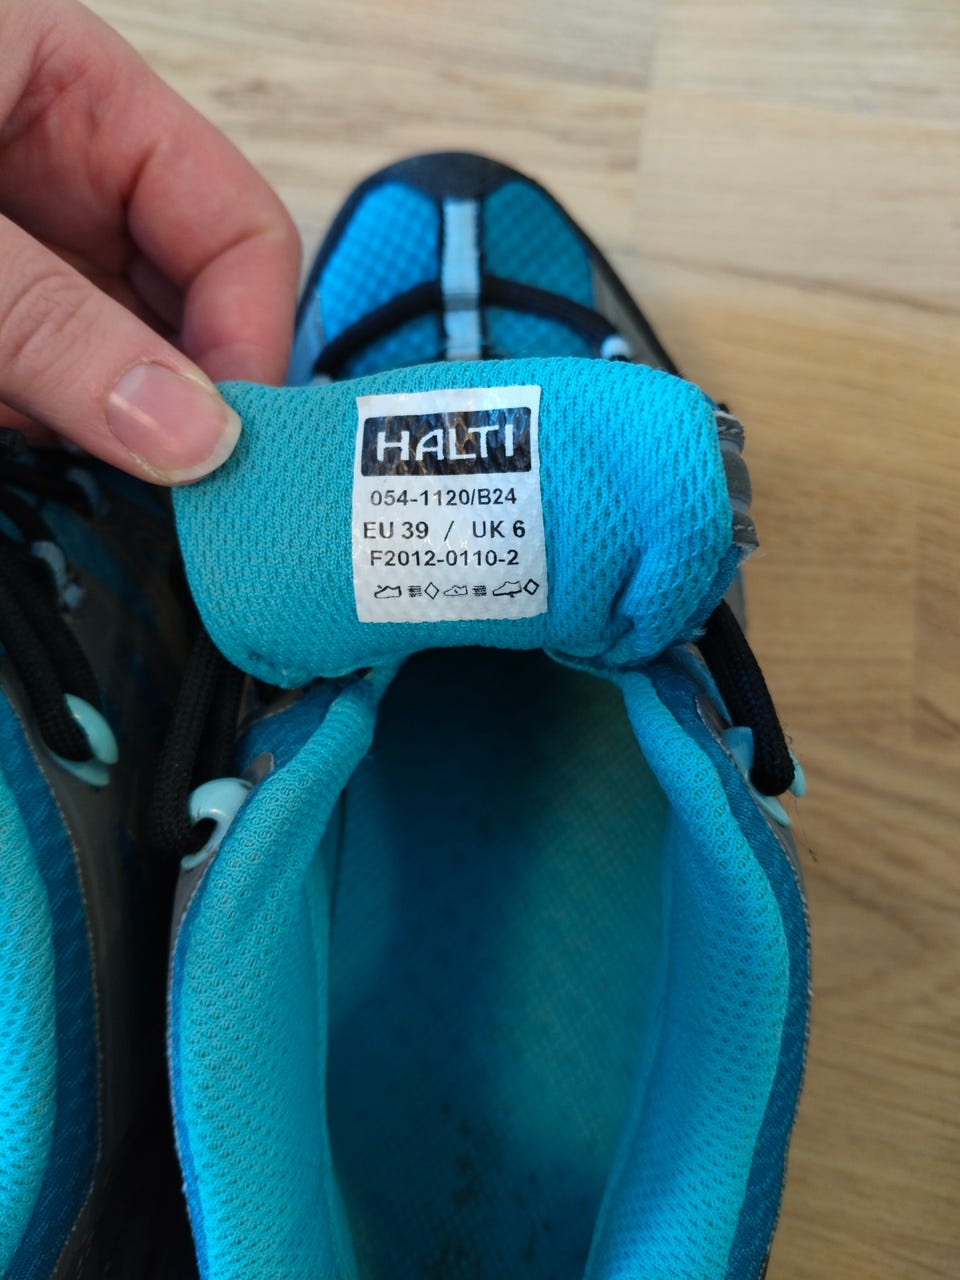 HALTI
054-1120/B24
EU 39 / UK 6
F2012-0110-2